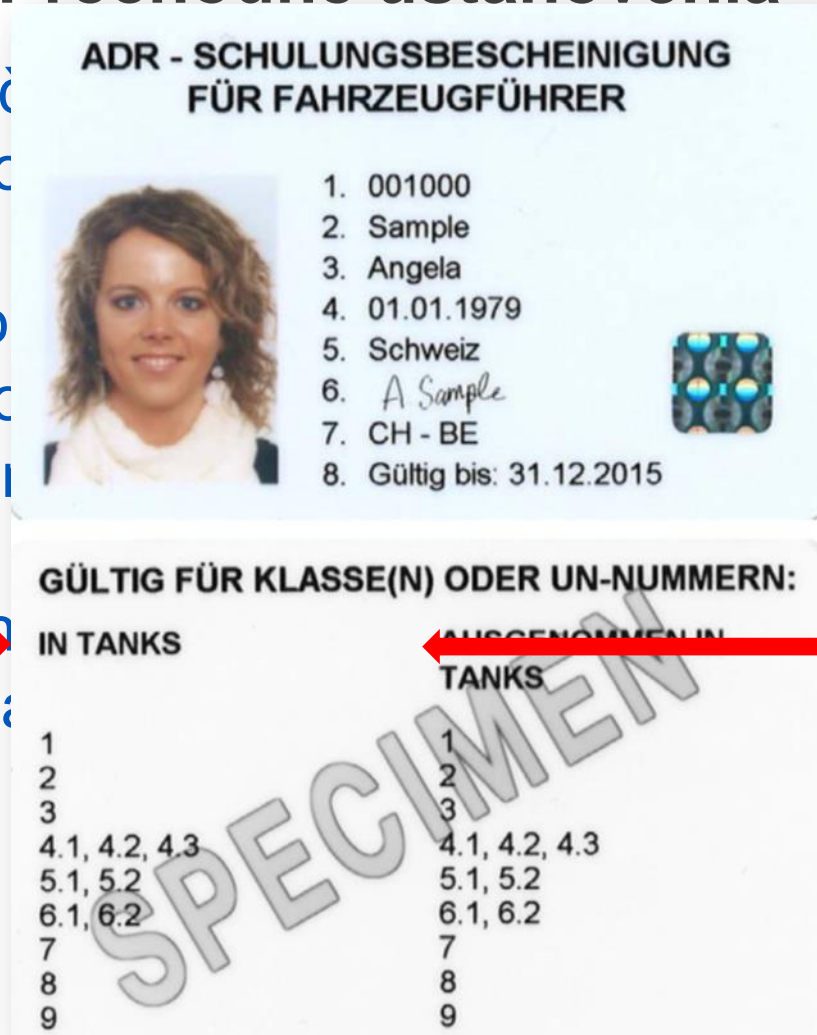 ADR - SCHULUNGSBESCHEINIGUNG
FÜR FAHRZEUGFÜHRER
1. 001000
2. Sample
3. Angela
4. 01.01.1979
5. Schweiz
6. A Sample
7. CH - BE
8. Gültig bis: 31.12.2015
GÜLTIG FÜR KLASSE(N) ODER UN-NUMMERN:
IN TANKS
AUSGENOMMEN IN
TANKS
1
2
3
4.1, 4.2, 4.3
5.1, 5.2
6.1, 6.2
7
8
9
1
2
3
4.1, 4.2, 4.3
5.1, 5.2
6.1, 6.2
7
8
9
SPECIMEN